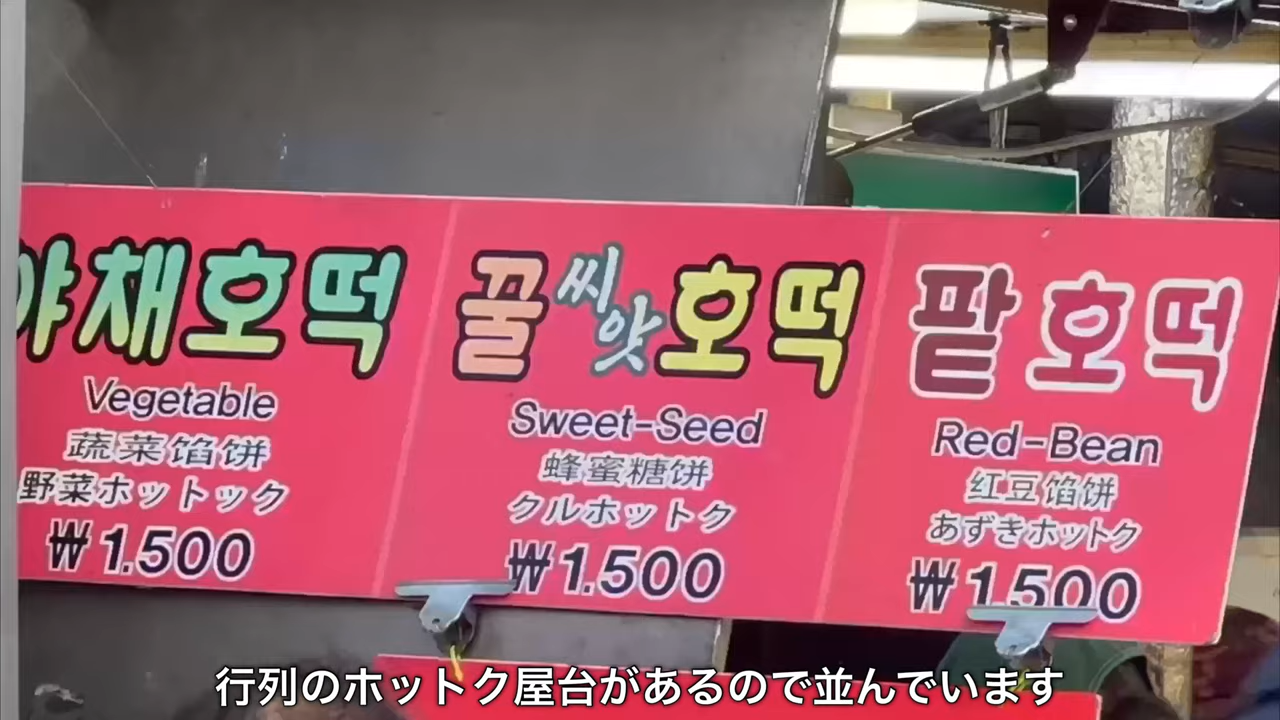 야채호떡
Vegetable
蔬菜馅饼
野菜ホットック
₩1.500
꿀씨앗호떡
Sweet-Seed
蜂蜜糖饼
クルホットク
₩1.500
팥호떡
Red-Bean
红豆馅饼
あずきホットク
₩1.500
行列のホットク屋台があるので並んでいます